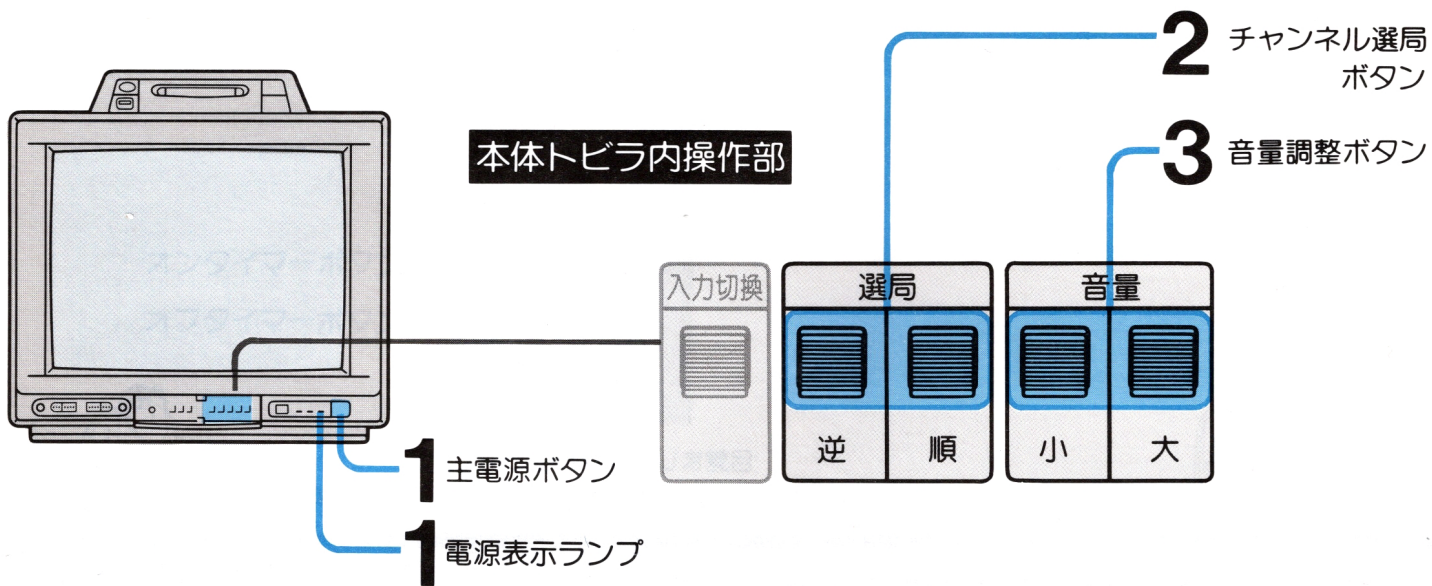 2 チャンネル選局
ボタン
本体トビラ内操作部
3 音量調整ボタン
入力切換
選局
音量
逆
順
小
大
1 主電源ボタン
1 電源表示ランプ